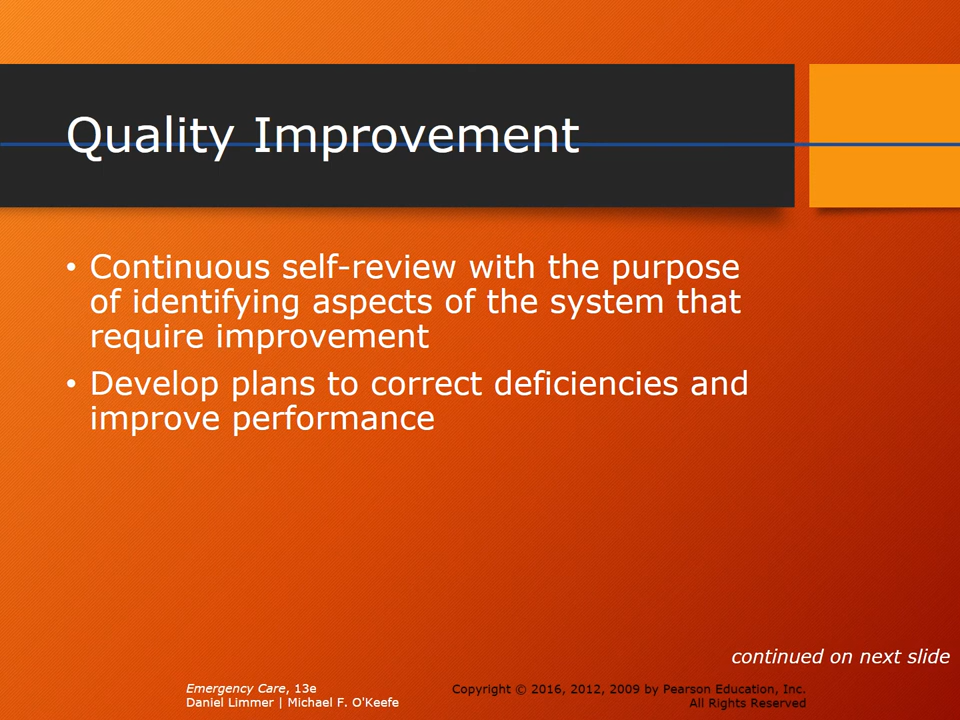 Quality Improvement
• Continuous self-review with the purpose
of identifying aspects of the system that
require improvement
• Develop plans to correct deficiencies and
improve performance
continued on next slide
Emergency Care, 13e
Daniel Limmer | Michael F. O'Keefe
Copyright © 2016, 2012, 2009 by Pearson Education, Inc.
All Rights Reserved